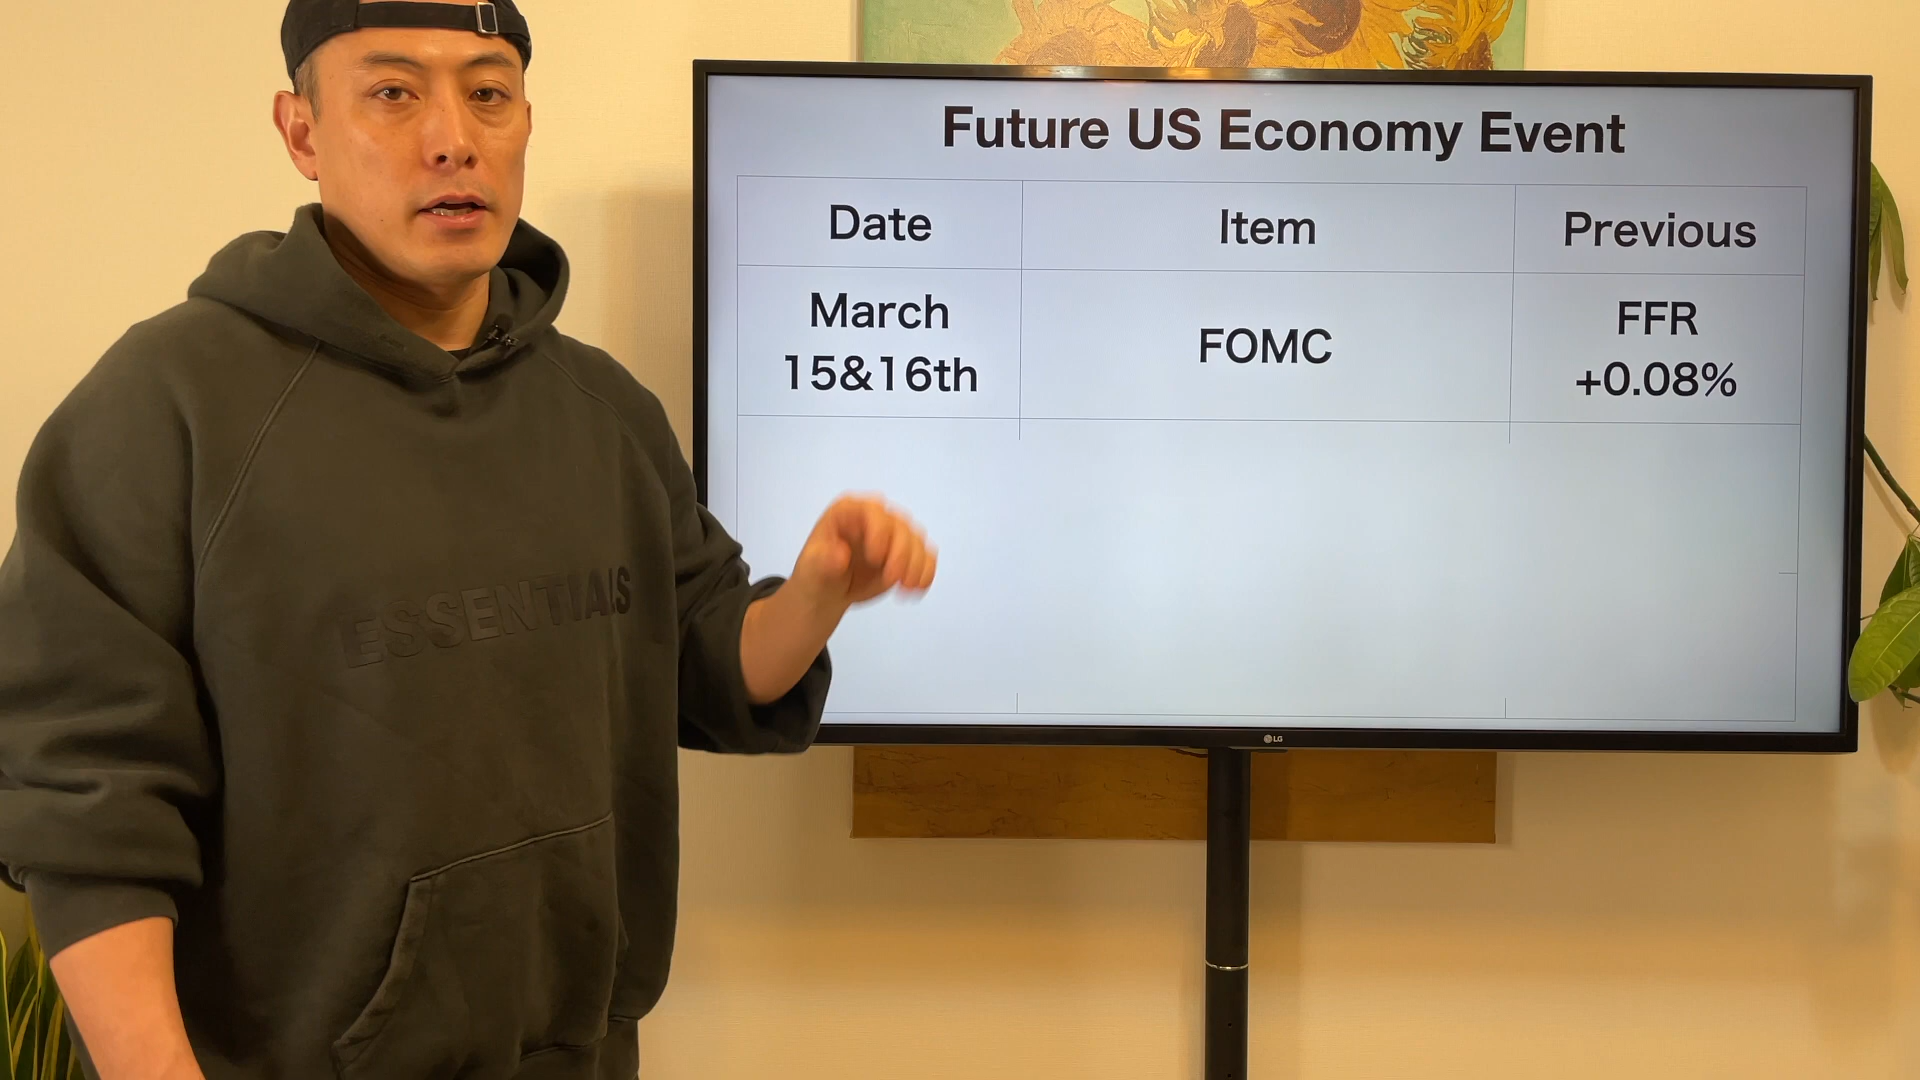 Future US Economy Event
Date
Item
Previous
March
15&16th
FOMC
FFR
+0.08%
ESSENTIALS
LG